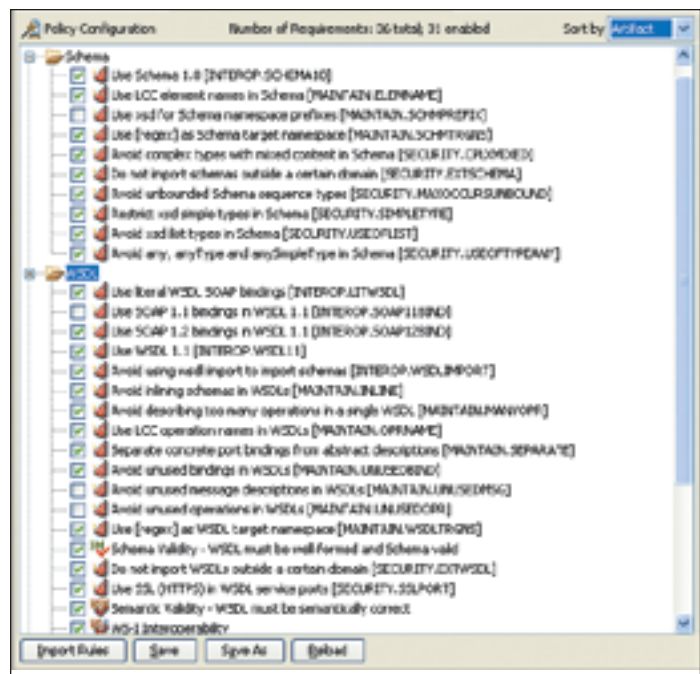 Policy Configuration Number of Requirements: 36 total; 31 enabled Sort by Artifact
Schema
Use Schema 1.0 [INTEROP.SCHEMA10]
Use LCC element names in Schema [MAINTAIN.ELEMNAME]
Use xsd for Schema namespace prefixes [MAINTAIN.SCHMPREFIX]
Use [regex] as Schema target namespace [MAINTAIN.SCHMTRGNS]
Avoid complex types with mixed content in Schema [SECURITY.CPLXMIXED]
Do not import schemas outside a certain domain [SECURITY.EXTSCHEMA]
Avoid unbounded Schema sequence types [SECURITY.MAXOCCURSUNBOUND]
Restrict xsd simple types in Schema [SECURITY.SIMPLETYPE]
Avoid xsd list types in Schema [SECURITY.USEOFLIST]
Avoid any, anyType and anySimpleType in Schema [SECURITY.USEOFTYPEANY]
WSDL
Use literal WSDL SOAP bindings [INTEROP.LITWSDL]
Use SOAP 1.1 bindings in WSDL 1.1 [INTEROP.SOAP11BIND]
Use SOAP 1.2 bindings in WSDL 1.1 [INTEROP.SOAP12BIND]
Use WSDL 1.1 [INTEROP.WSDL11]
Avoid using wsdl import to import schemas [INTEROP.WSDLIMPORT]
Avoid inlining schemas in WSDLs [MAINTAIN.INLINE]
Avoid describing too many operations in a single WSDL [MAINTAIN.MANYOPR]
Use LCC operation names in WSDLs [MAINTAIN.OPRNAME]
Separate concrete port bindings from abstract descriptions [MAINTAIN.SEPARATE]
Avoid unused bindings in WSDLs [MAINTAIN.UNUSEDBIND]
Avoid unused message descriptions in WSDLs [MAINTAIN.UNUSEDMSG]
Avoid unused operations in WSDLs [MAINTAIN.UNUSEDOPR]
Use [regex] as WSDL target namespace [MAINTAIN.WSDLTRGNS]
Schema Validity - WSDL must be well formed and Schema valid
Do not import WSDLs outside a certain domain [SECURITY.EXTWSDL]
Use SSL (HTTPS) in WSDL service ports [SECURITY.SSLPORT]
Semantic Validity - WSDL must be semantically correct
WS-I Interoperability
Import Rules Save Save As Reload